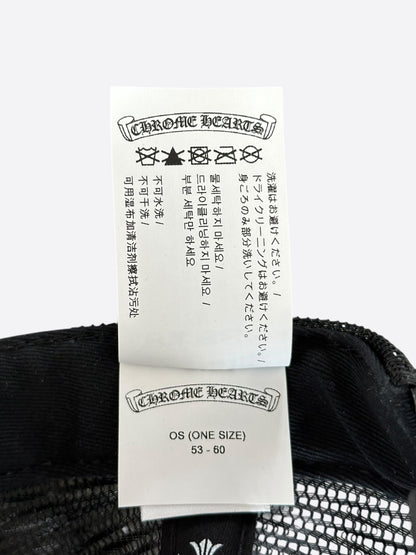 CHROME HEARTS
洗濯はお避けください。/
ドライクリーニングはお避けください。/
身ごろのみ部分洗いしてください。
물세탁하지 마세요 /
드라이클리닝하지 마세요 /
부분 세탁만 하세요
不可水洗 /
不可干洗 /
可用湿布加清洁剂擦拭沾污处
CHROME HEARTS
OS (ONE SIZE)
53 - 60